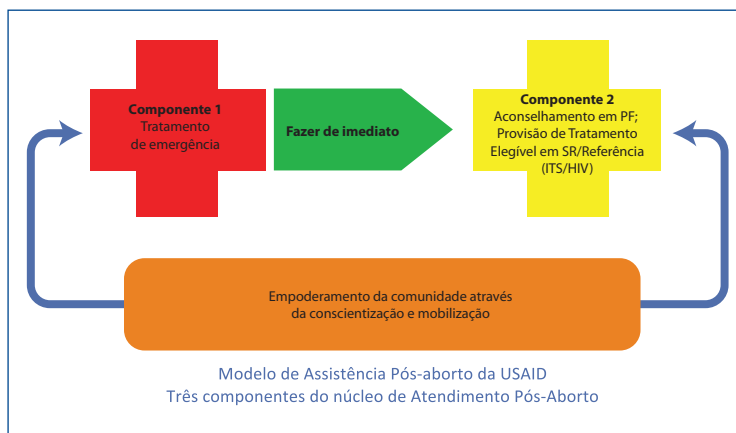 Componente 1
Tratamento
de emergência
Fazer de imediato
Componente 2
Aconselhamento em PF;
Provisão de Tratamento
Elegível em SR/Referência
(ITS/HIV)
Empoderamento da comunidade através
da conscientização e mobilização
Modelo de Assistência Pós-aborto da USAID
Três componentes do núcleo de Atendimento Pós-Aborto